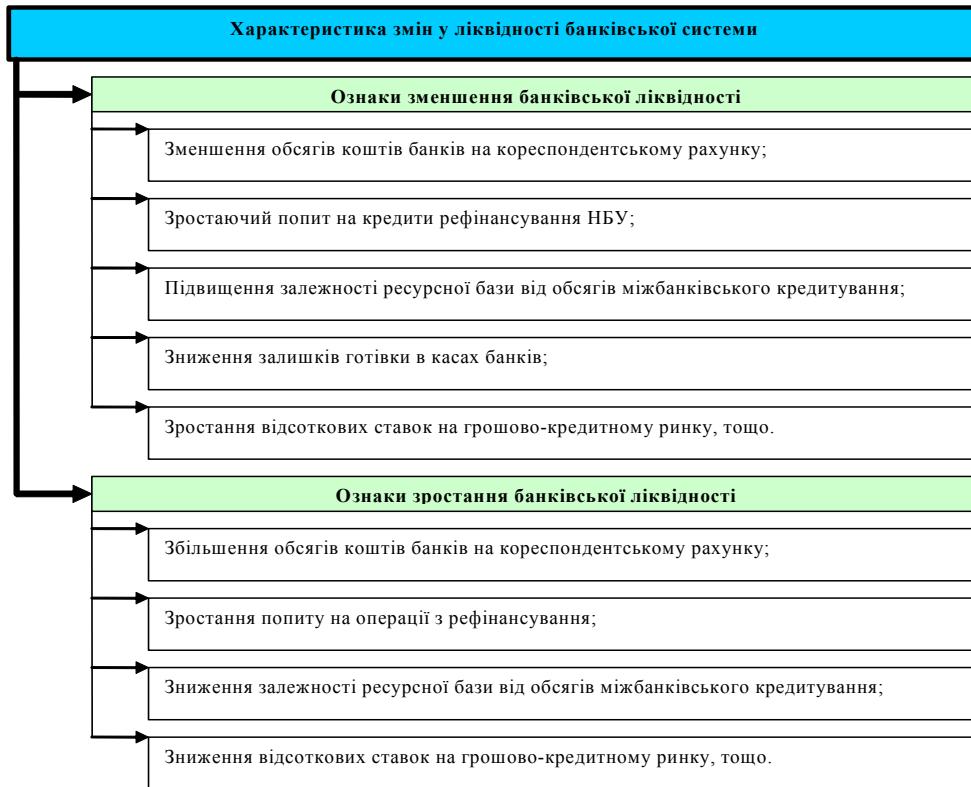 Характеристика змін у ліквідності банківської системи
Ознаки зменшення банківської ліквідності
Зменшення обсягів коштів банків на кореспондентському рахунку;
Зростаючий попит на кредити рефінансування НБУ;
Підвищення залежності ресурсної бази від обсягів міжбанківського кредитування;
Зниження залишків готівки в касах банків;
Зростання відсоткових ставок на грошово-кредитному ринку, тощо.
Ознаки зростання банківської ліквідності
Збільшення обсягів коштів банків на кореспондентському рахунку;
Зростання попиту на операції з рефінансування;
Зниження залежності ресурсної бази від обсягів міжбанківського кредитування;
Зниження відсоткових ставок на грошово-кредитному ринку, тощо.